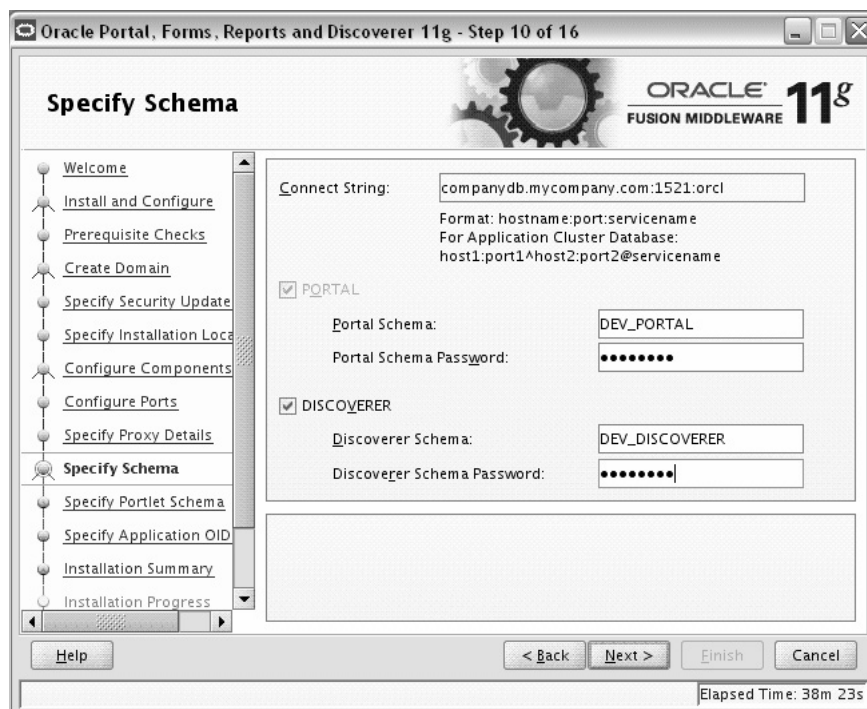 Oracle Portal, Forms, Reports and Discoverer 11g - Step 10 of 16
Specify Schema
ORACLE
FUSION MIDDLEWARE 11g
Welcome
Install and Configure
Prerequisite Checks
Create Domain
Specify Security Update
Specify Installation Loca
Configure Components
Configure Ports
Specify Proxy Details
Specify Schema
Specify Portlet Schema
Specify Application OID
Installation Summary
Installation Progress
Connect String: companydb.mycompany.com:1521:orcl
Format: hostname:port:servicename
For Application Cluster Database:
host1:port1^host2:port2@servicename
PORTAL
Portal Schema: DEV_PORTAL
Portal Schema Password: ●●●●●●●●
DISCOVERER
Discoverer Schema: DEV_DISCOVERER
Discoverer Schema Password: ●●●●●●●●
Help < Back Next > Finish Cancel
Elapsed Time: 38m 23s